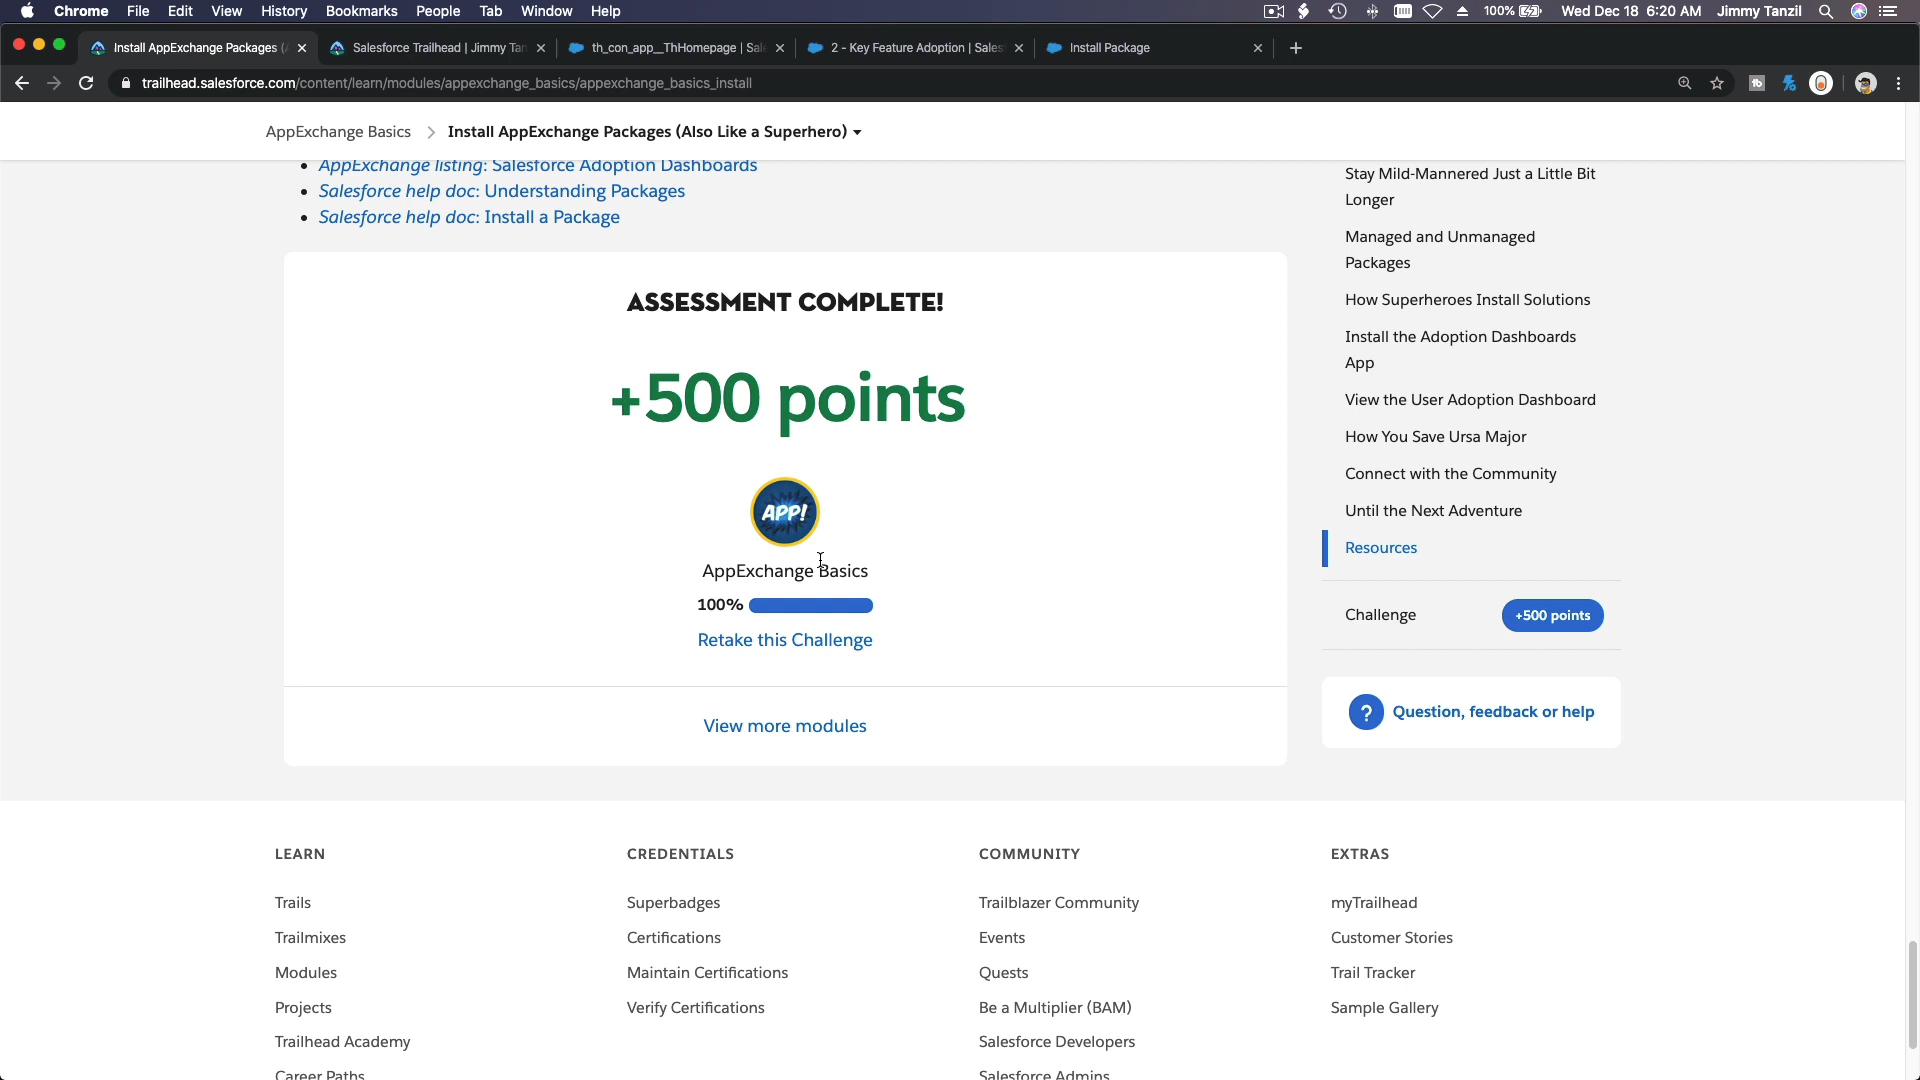 Chrome File Edit View History Bookmarks People Tab Window Help 100% Wed Dec 18 6:20 AM Jimmy Tanzil
Install AppExchange Packages (A Salesforce Trailhead | Jimmy Tan th_con_app__ThHomepage | Sal 2 - Key Feature Adoption | Sales Install Package
trailhead.salesforce.com/content/learn/modules/appexchange_basics/appexchange_basics_install
AppExchange Basics Install AppExchange Packages (Also Like a Superhero)
AppExchange listing: Salesforce Adoption Dashboards
Salesforce help doc: Understanding Packages
Salesforce help doc: Install a Package
ASSESSMENT COMPLETE!
+500 points
APP!
AppExchange Basics
100%
Retake this Challenge
View more modules
Stay Mild-Mannered Just a Little Bit
Longer
Managed and Unmanaged
Packages
How Superheroes Install Solutions
Install the Adoption Dashboards
App
View the User Adoption Dashboard
How You Save Ursa Major
Connect with the Community
Until the Next Adventure
Resources
Challenge +500 points
? Question, feedback or help
LEARN
Trails
Trailmixes
Modules
Projects
Trailhead Academy
Career Paths
CREDENTIALS
Superbadges
Certifications
Maintain Certifications
Verify Certifications
COMMUNITY
Trailblazer Community
Events
Quests
Be a Multiplier (BAM)
Salesforce Developers
Salesforce Admins
EXTRAS
myTrailhead
Customer Stories
Trail Tracker
Sample Gallery